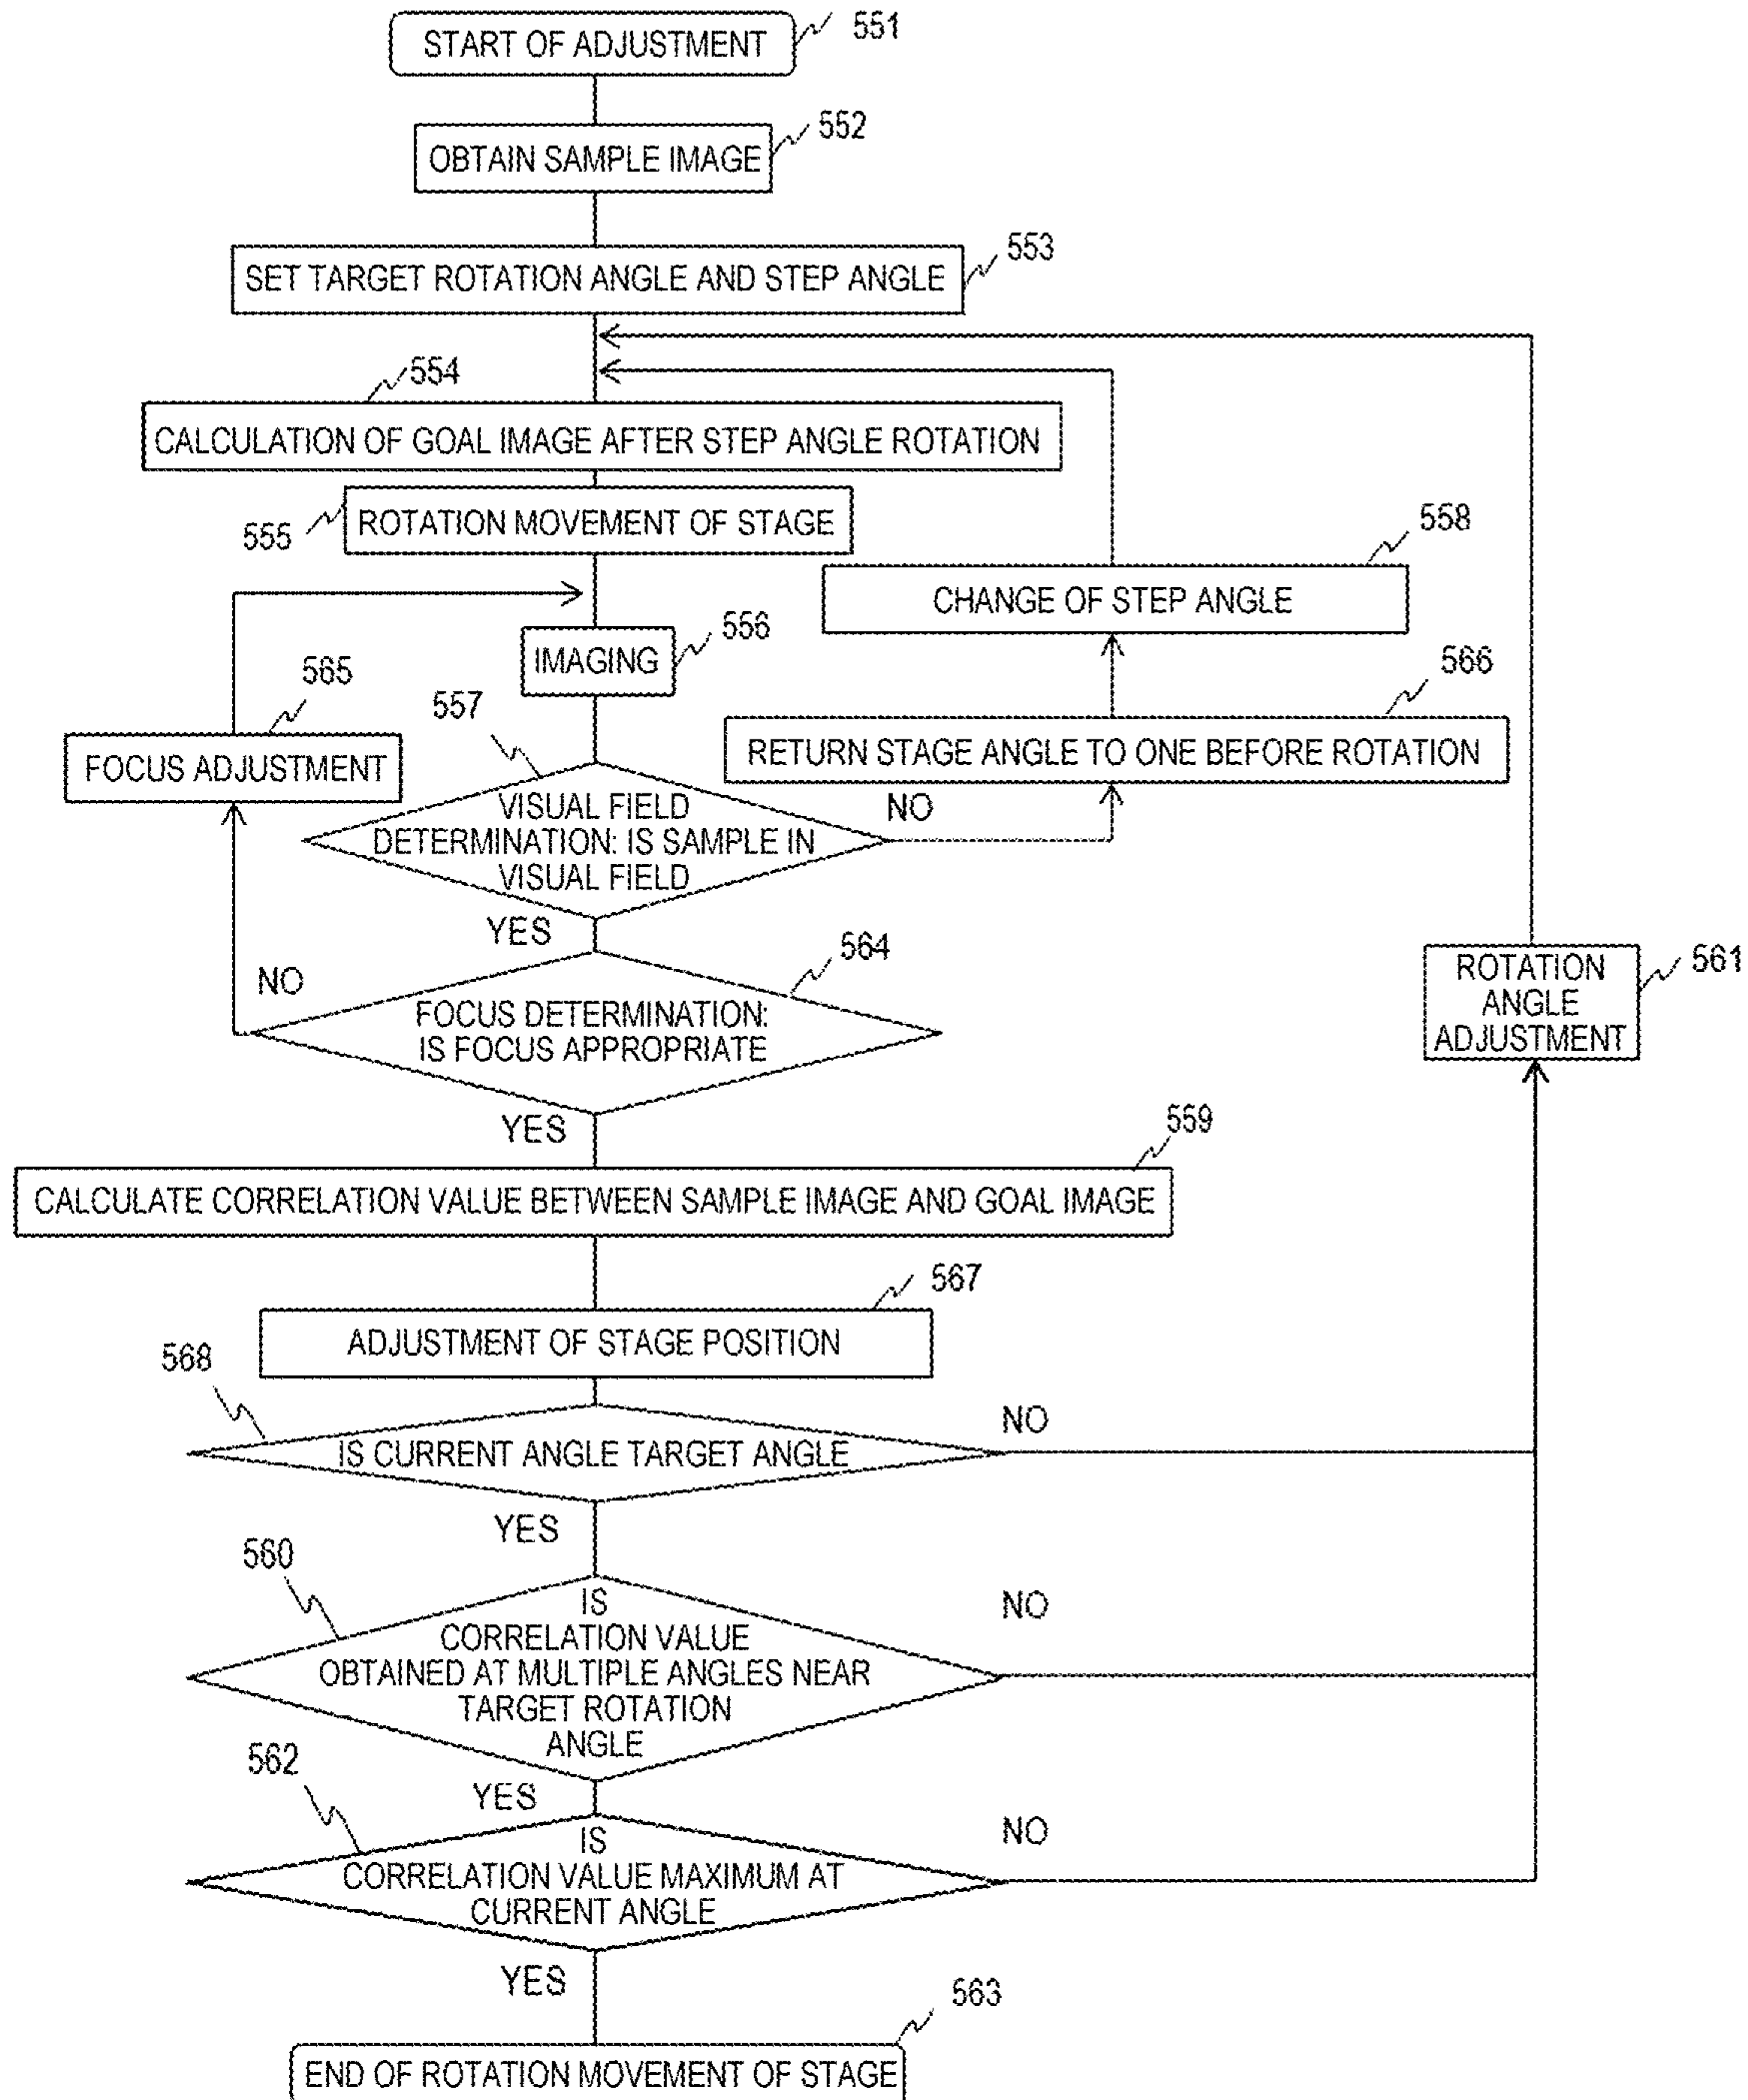 START OF ADJUSTMENT
551
OBTAIN SAMPLE IMAGE
552
SET TARGET ROTATION ANGLE AND STEP ANGLE
553
554
CALCULATION OF GOAL IMAGE AFTER STEP ANGLE ROTATION
555
ROTATION MOVEMENT OF STAGE
558
CHANGE OF STEP ANGLE
556
IMAGING
565
FOCUS ADJUSTMENT
566
RETURN STAGE ANGLE TO ONE BEFORE ROTATION
557
VISUAL FIELD
DETERMINATION: IS SAMPLE IN
VISUAL FIELD
NO
YES
564
NO
FOCUS DETERMINATION:
IS FOCUS APPROPRIATE
YES
ROTATION
ANGLE
ADJUSTMENT
561
559
CALCULATE CORRELATION VALUE BETWEEN SAMPLE IMAGE AND GOAL IMAGE
567
ADJUSTMENT OF STAGE POSITION
568
IS CURRENT ANGLE TARGET ANGLE
NO
YES
560
IS
CORRELATION VALUE
OBTAINED AT MULTIPLE ANGLES NEAR
TARGET ROTATION
ANGLE
NO
YES
562
IS
CORRELATION VALUE MAXIMUM AT
CURRENT ANGLE
NO
YES
563
END OF ROTATION MOVEMENT OF STAGE